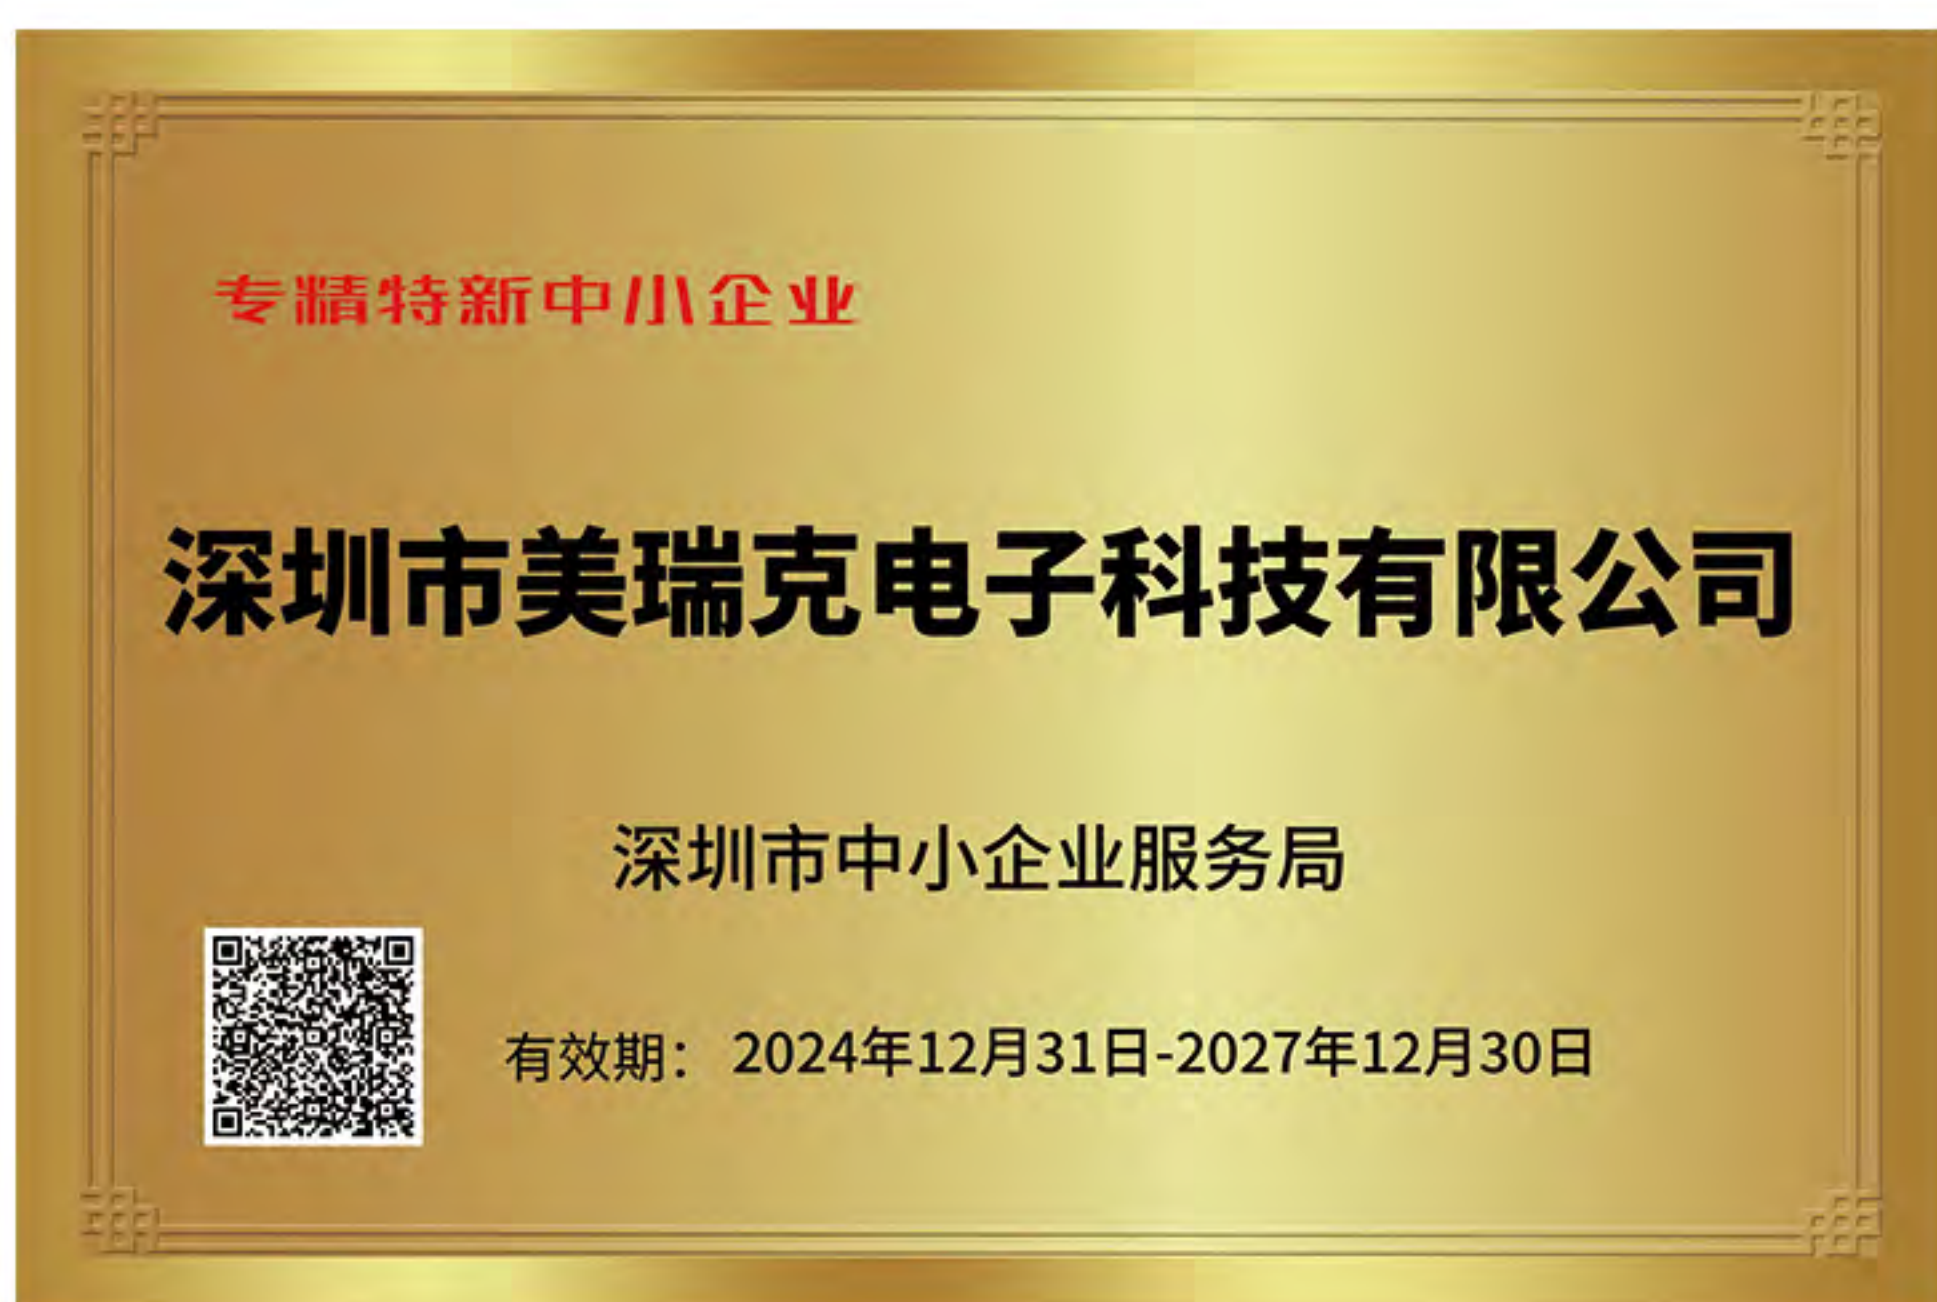 专精特新中小企业
深圳市美瑞克电子科技有限公司
深圳市中小企业服务局
有效期：2024年12月31日-2027年12月30日